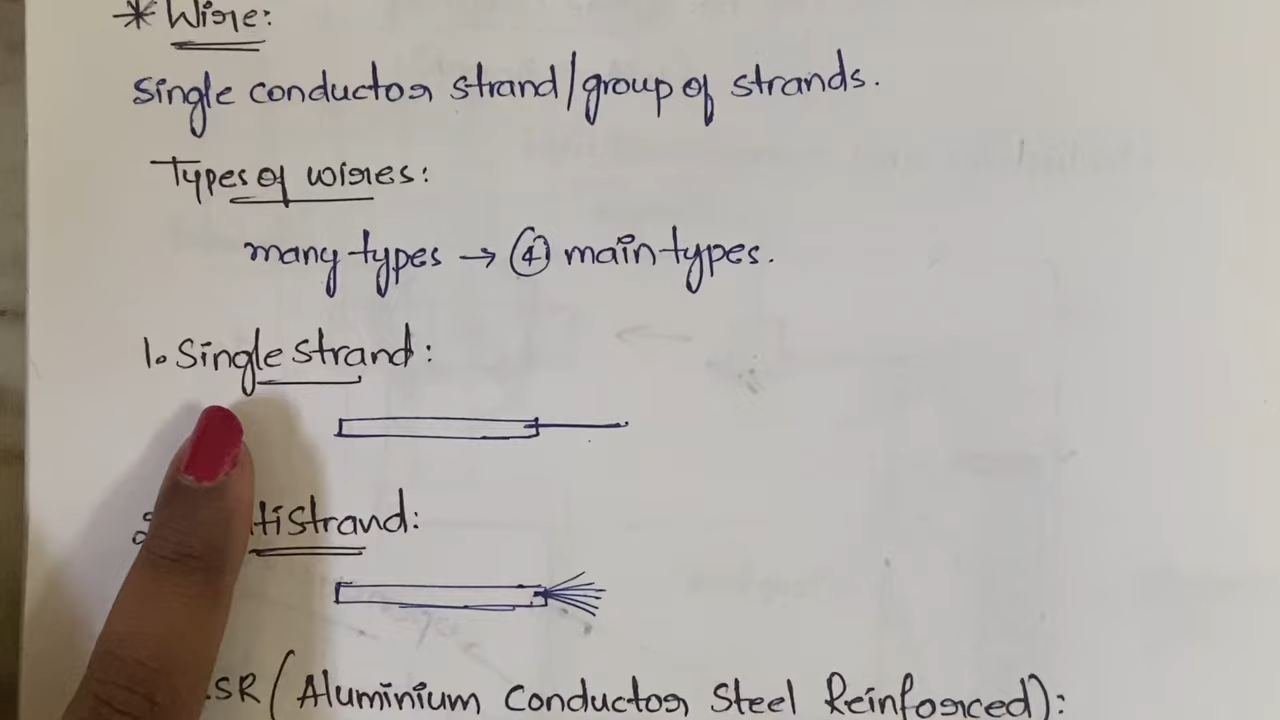 * Wire:
Single conductor strand/group of strands.
Types of wires:
many types → ④ main types.
1. Single strand:
tistrand:
SR (Aluminium Conductor Steel Reinforced):